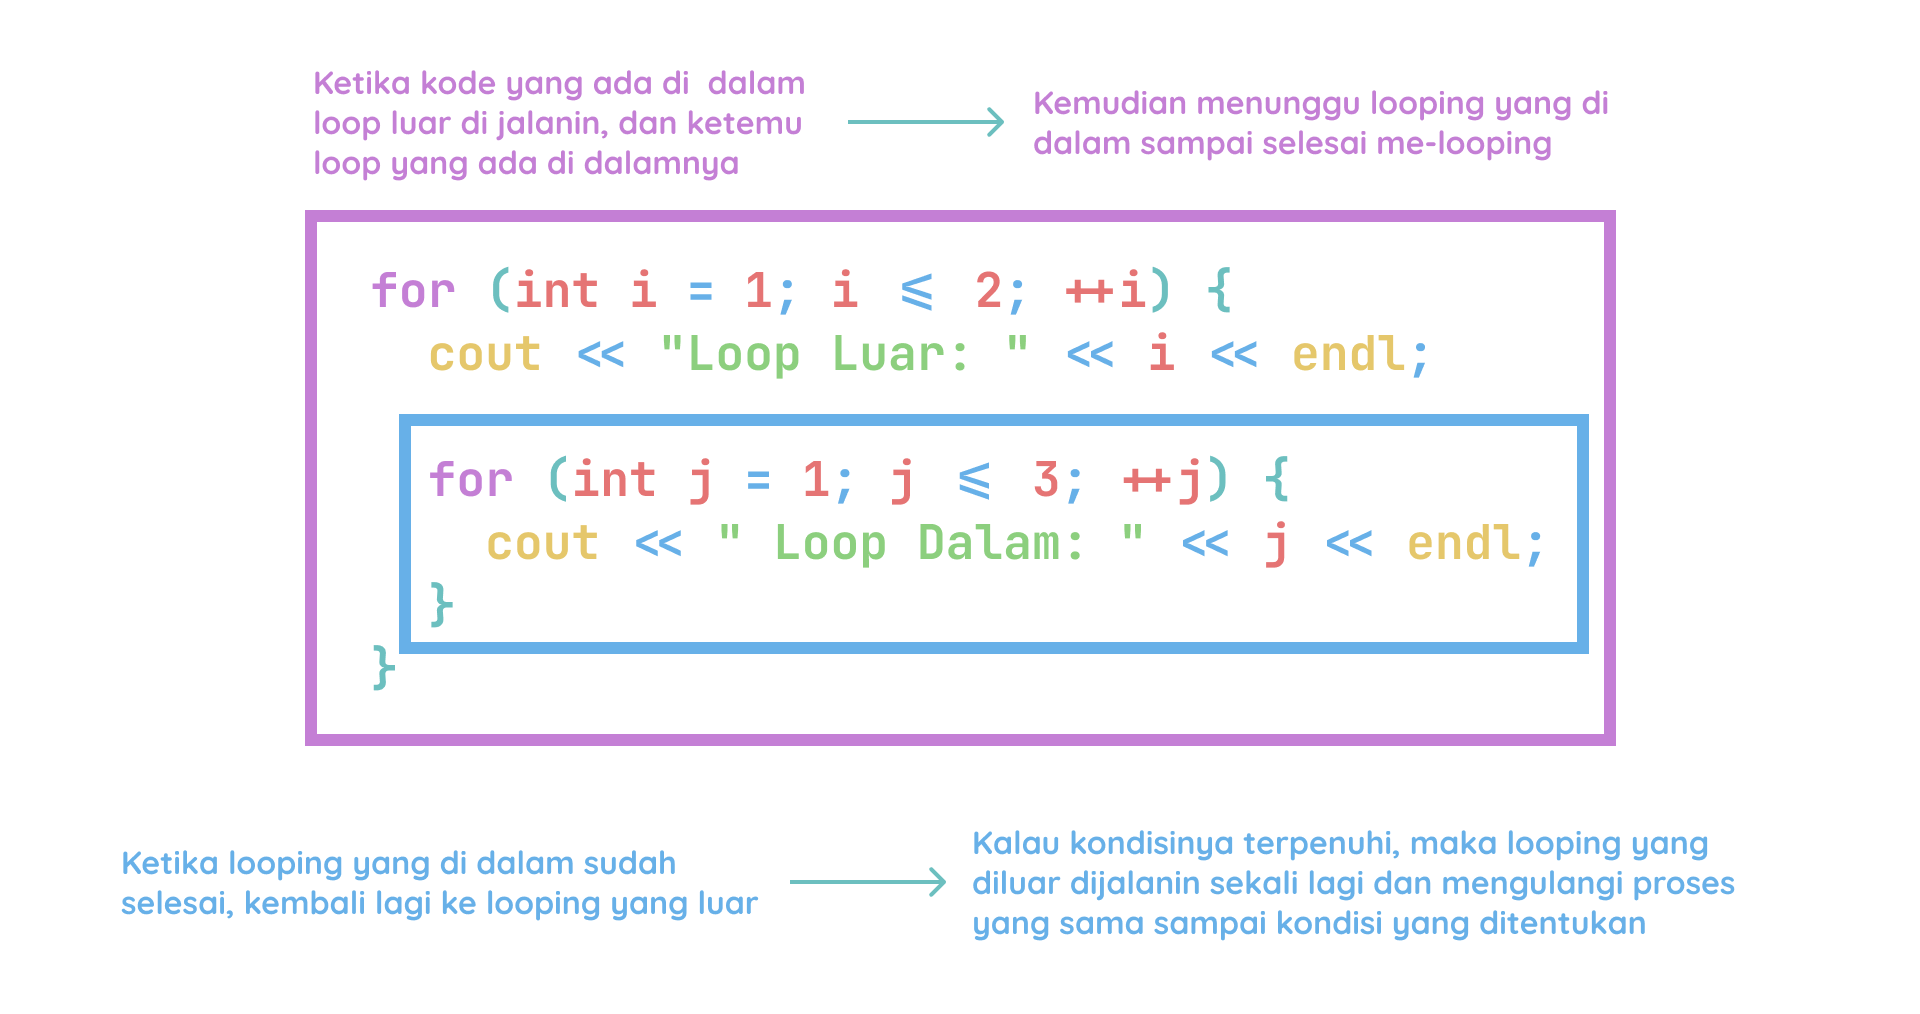 Ketika kode yang ada di  dalam
loop luar di jalanin, dan ketemu
loop yang ada di dalamnya
Kemudian menunggu looping yang di
dalam sampai selesai me-looping
for (int i = 1; i <= 2; ++i) {
  cout << "Loop Luar: " << i << endl;
  for (int j = 1; j <= 3; ++j) {
    cout << " Loop Dalam: " << j << endl;
  }
}
Ketika looping yang di dalam sudah
selesai, kembali lagi ke looping yang luar
Kalau kondisinya terpenuhi, maka looping yang
diluar dijalanin sekali lagi dan mengulangi proses
yang sama sampai kondisi yang ditentukan